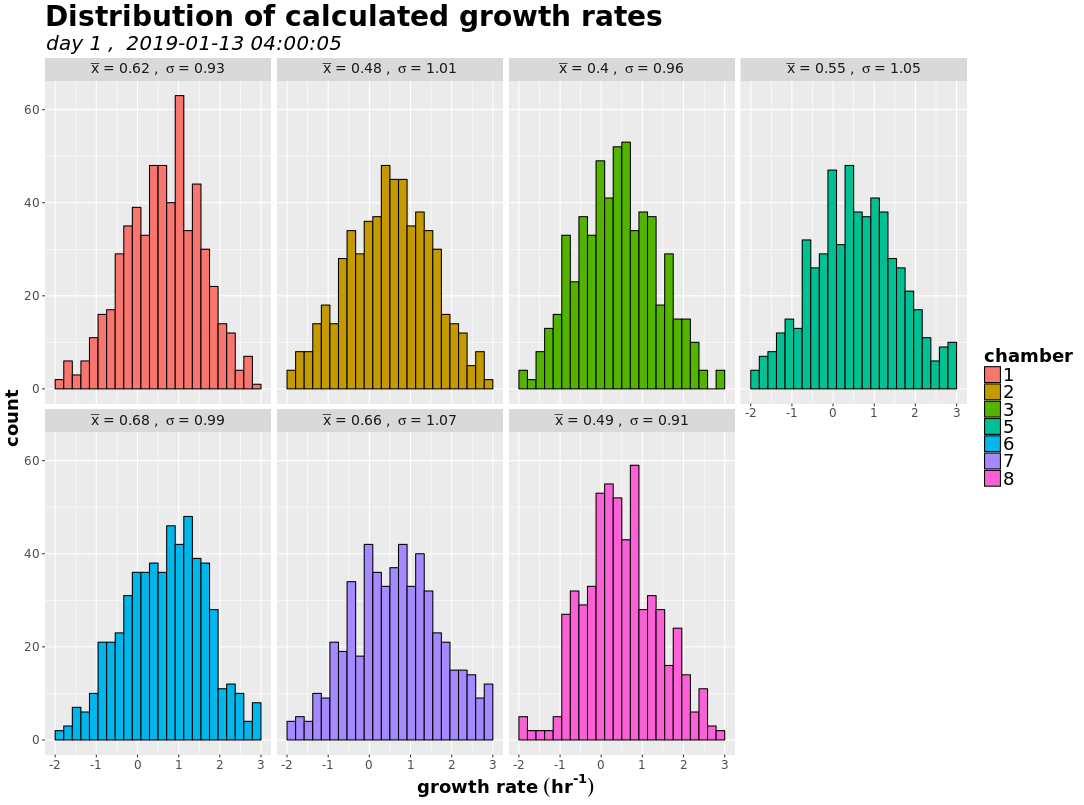 Distribution of calculated growth rates
day 1 ,  2019-01-13 04:00:05
x̅ = 0.62 ,  σ = 0.93
x̅ = 0.48 ,  σ = 1.01
x̅ = 0.4 ,  σ = 0.96
x̅ = 0.55 ,  σ = 1.05
60
40
20
0
-2 -1 0 1 2 3
x̅ = 0.68 ,  σ = 0.99
x̅ = 0.66 ,  σ = 1.07
x̅ = 0.49 ,  σ = 0.91
60
40
20
0
-2 -1 0 1 2 3
-2 -1 0 1 2 3
-2 -1 0 1 2 3
count
growth rate (hr⁻¹)
chamber
1
2
3
5
6
7
8